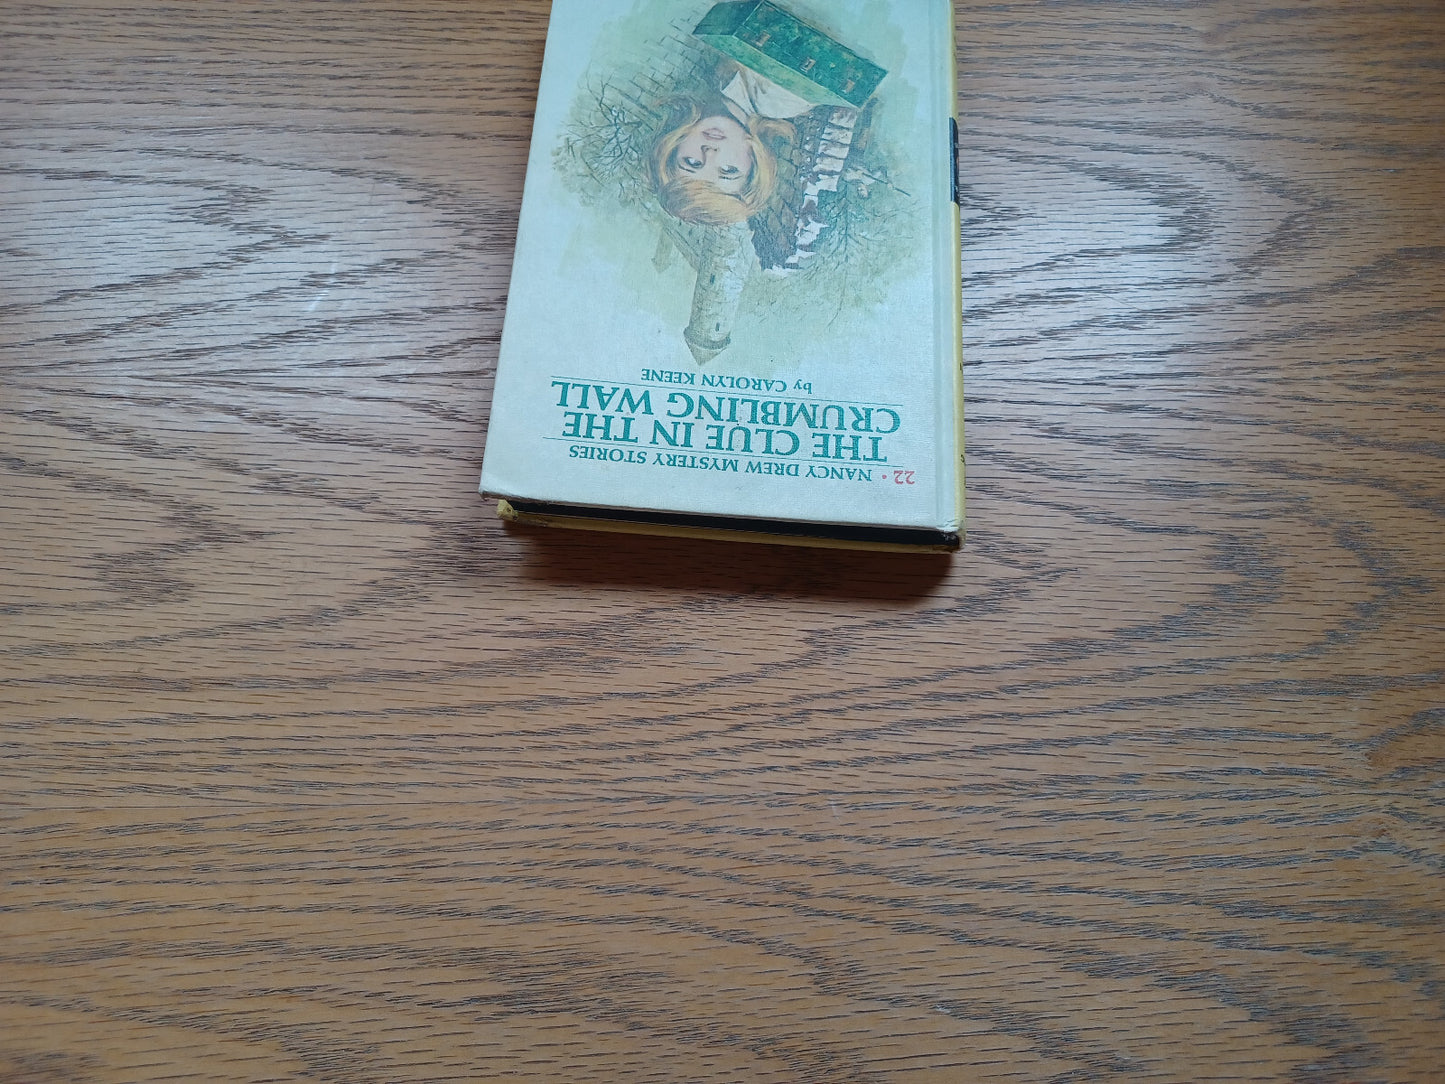 22 • NANCY DREW MYSTERY STORIES
THE CLUE IN THE
CRUMBLING WALL
by CAROLYN KEENE